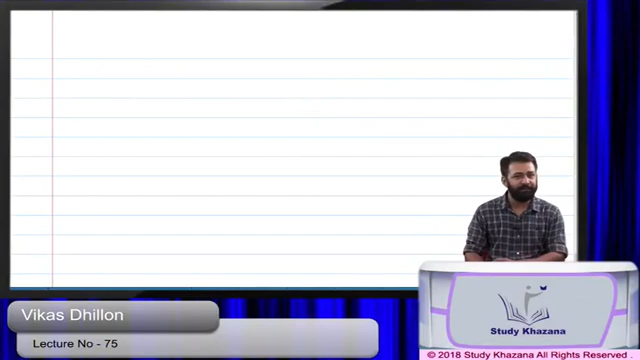 Vikas Dhillon
Lecture No - 75
Study Khazana
© 2018 Study Khazana All Rights Reserved .